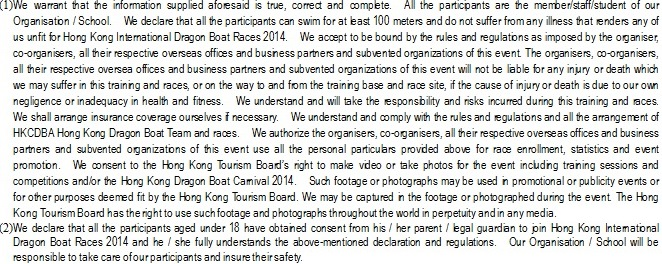 (1)We warrant that the information supplied aforesaid is true, correct and complete. All the participants are the member/staff/student of our
Organisation / School. We declare that all the participants can swim for at least 100 meters and do not suffer from any illness that renders any of
us unfit for Hong Kong International Dragon Boat Races 2014. We accept to be bound by the rules and regulations as imposed by the organiser,
co-organisers, all their respective overseas offices and business partners and subvented organizations of this event. The organisers, co-organisers,
all their respective oversea offices and business partners and subvented organizations of this event will not be liable for any injury or death which
we may suffer in this training and races, or on the way to and from the training base and race site, if the cause of injury or death is due to our own
negligence or inadequacy in health and fitness. We understand and will take the responsibility and risks incurred during this training and races.
We shall arrange insurance coverage ourselves if necessary. We understand and comply with the rules and regulations and all the arrangement of
HKCDBA Hong Kong Dragon Boat Team and races. We authorize the organisers, co-organisers, all their respective overseas offices and business
partners and subvented organizations of this event use all the personal particulars provided above for race enrollment, statistics and event
promotion. We consent to the Hong Kong Tourism Board's right to make video or take photos for the event including training sessions and
competitions and/or the Hong Kong Dragon Boat Carnival 2014. Such footage or photographs may be used in promotional or publicity events or
for other purposes deemed fit by the Hong Kong Tourism Board. We may be captured in the footage or photographed during the event. The Hong
Kong Tourism Board has the right to use such footage and photographs throughout the world in perpetuity and in any media.
(2)We declare that all the participants aged under 18 have obtained consent from his / her parent / legal guardian to join Hong Kong International
Dragon Boat Races 2014 and he / she fully understands the above-mentioned declaration and regulations. Our Organisation / School will be
responsible to take care of our participants and insure their safety.